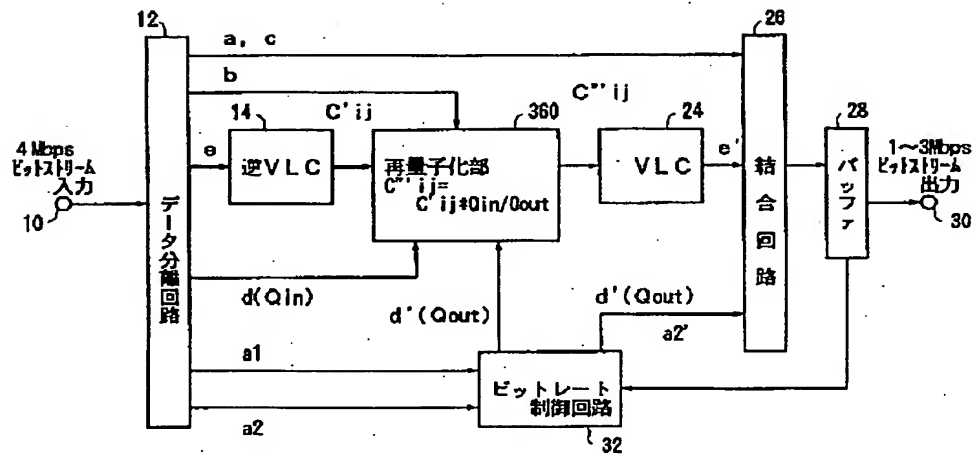 12
26
a, c
b
C'ij
C"'ij
14
360
24
28
4Mbps
ビットストリーム
入力
10
e
逆VLC
再量子化部
C"'ij=
C'ij*Qin/Qout
VLC
e'
1~3Mbps
ビットストリーム
出力
30
データ分離回路
結合回路
バッファ
d(Qin)
d'(Qout)
d'(Qout)
a2'
a1
a2
ビットレート
制御回路
32